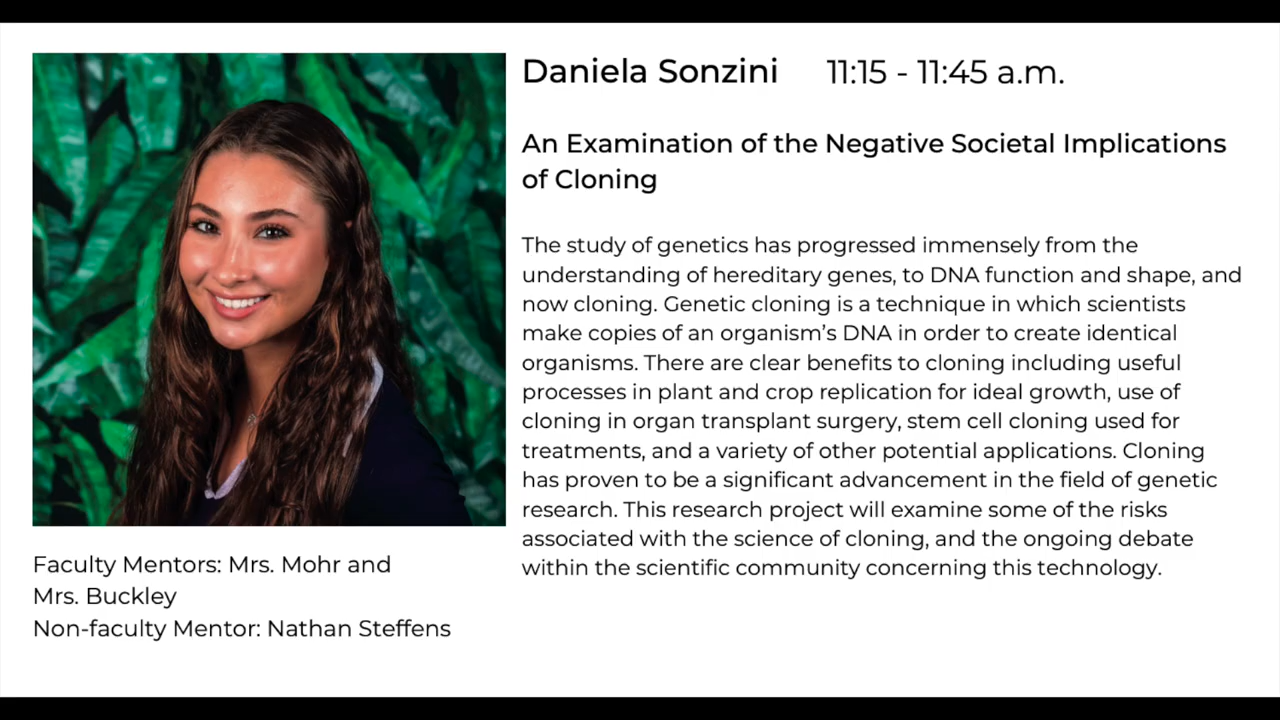 Daniela Sonzini 11:15 - 11:45 a.m.
An Examination of the Negative Societal Implications
of Cloning
The study of genetics has progressed immensely from the
understanding of hereditary genes, to DNA function and shape, and
now cloning. Genetic cloning is a technique in which scientists
make copies of an organism’s DNA in order to create identical
organisms. There are clear benefits to cloning including useful
processes in plant and crop replication for ideal growth, use of
cloning in organ transplant surgery, stem cell cloning used for
treatments, and a variety of other potential applications. Cloning
has proven to be a significant advancement in the field of genetic
research. This research project will examine some of the risks
associated with the science of cloning, and the ongoing debate
within the scientific community concerning this technology.
Faculty Mentors: Mrs. Mohr and
Mrs. Buckley
Non-faculty Mentor: Nathan Steffens